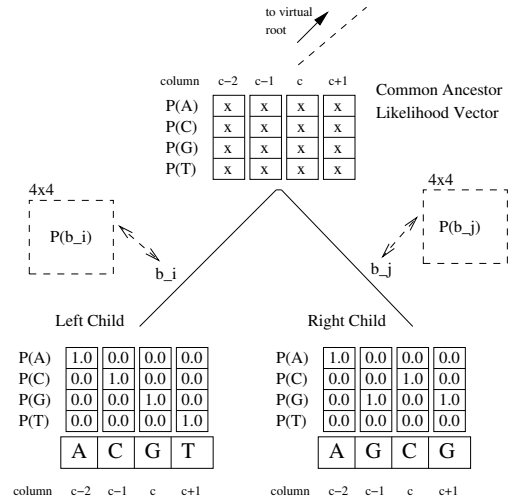 to virtual
root
column c−2 c−1 c c+1
Common Ancestor
Likelihood Vector
P(A) x x x x
P(C) x x x x
P(G) x x x x
P(T) x x x x
4x4
P(b_i)
b_i
4x4
P(b_j)
b_j
Left Child
P(A) 1.0 0.0 0.0 0.0
P(C) 0.0 1.0 0.0 0.0
P(G) 0.0 0.0 1.0 0.0
P(T) 0.0 0.0 0.0 1.0
A C G T
column c−2 c−1 c c+1
Right Child
P(A) 1.0 0.0 0.0 0.0
P(C) 0.0 0.0 1.0 0.0
P(G) 0.0 1.0 0.0 1.0
P(T) 0.0 0.0 0.0 0.0
A G C G
column c−2 c−1 c c+1